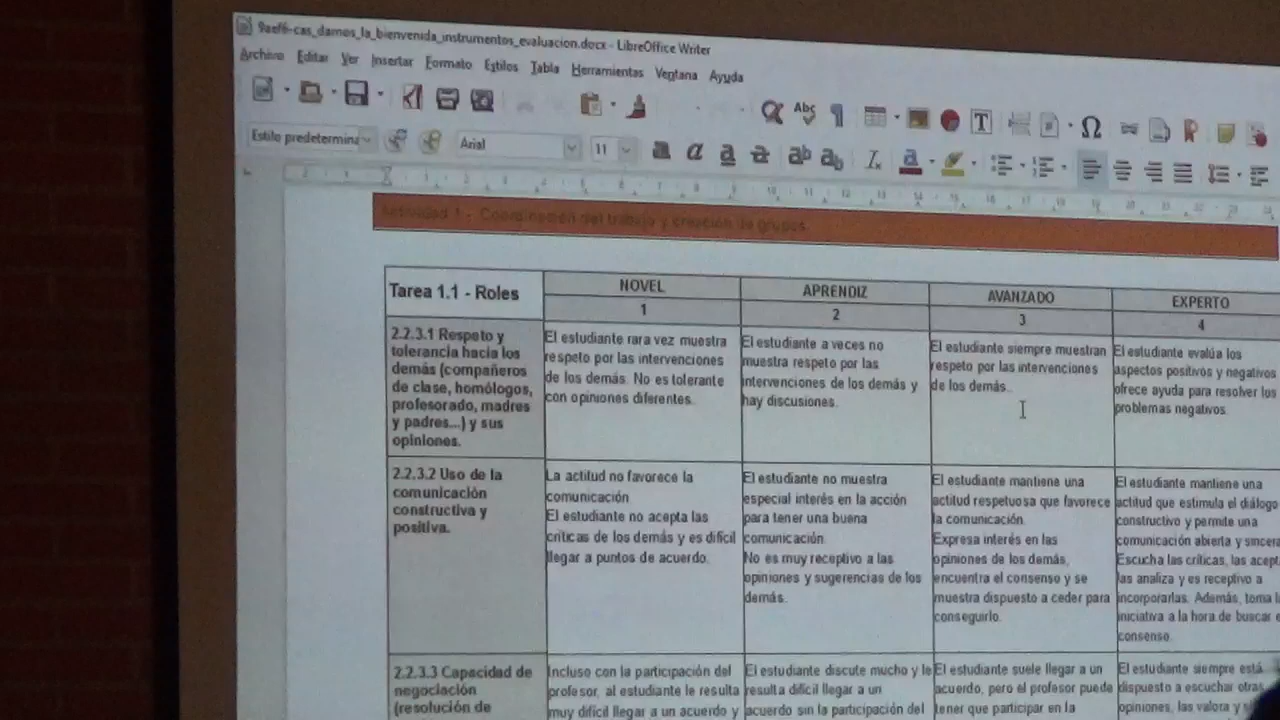 9aef6-cas_damos_la_bienvenida_instrumentos_evaluacion.docx - LibreOffice Writer
Archivo Editar Ver Insertar Formato Estilos Tabla Herramientas Ventana Ayuda
Estilo predetermina Arial 11
Actividad 1.- Coordinación del trabajo y creación de grupos
Tarea 1.1 - Roles
NOVEL
APRENDIZ
AVANZADO
EXPERTO
1
2
3
4
2.2.3.1 Respeto y
tolerancia hacia los
demás (compañeros
de clase, homólogos,
profesorado, madres
y padres...) y sus
opiniones.
El estudiante rara vez muestra
respeto por las intervenciones
de los demás. No es tolerante
con opiniones diferentes.
El estudiante a veces no
muestra respeto por las
intervenciones de los demás y
hay discusiones.
El estudiante siempre muestran
respeto por las intervenciones
de los demás.
El estudiante evalúa los
aspectos positivos y negativos
ofrece ayuda para resolver los
problemas negativos.
2.2.3.2 Uso de la
comunicación
constructiva y
positiva.
La actitud no favorece la
comunicación
El estudiante no acepta las
críticas de los demás y es difícil
llegar a puntos de acuerdo.
El estudiante no muestra
especial interés en la acción
para tener una buena
comunicación.
No es muy receptivo a las
opiniones y sugerencias de los
demás.
El estudiante mantiene una
actitud respetuosa que favorece
la comunicación.
Expresa interés en las
opiniones de los demás,
encuentra el consenso y se
muestra dispuesto a ceder para
conseguirlo.
El estudiante mantiene una
actitud que estimula el diálogo
constructivo y permite una
comunicación abierta y sincera
Escucha las críticas, las acept
las analiza y es receptivo a
incorporarlas. Además, toma l
iniciativa a la hora de buscar e
consenso.
2.2.3.3 Capacidad de
negociación
(resolución de
Incluso con la participación del
profesor, al estudiante le resulta
muy difícil llegar a un acuerdo y
El estudiante discute mucho y le
resulta difícil llegar a un
acuerdo sin la participación del
El estudiante suele llegar a un
acuerdo, pero el profesor puede
tener que participar en la
El estudiante siempre está
dispuesto a escuchar otras
opiniones, las valora y